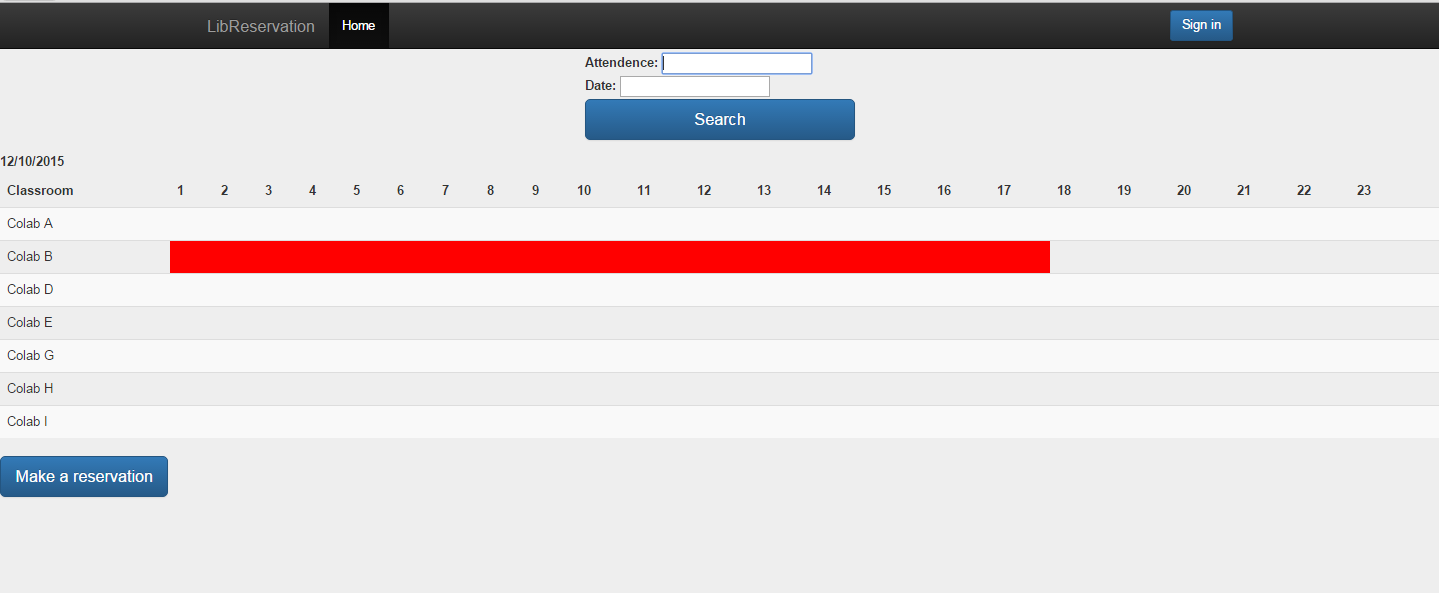 LibReservation Home Sign in
Attendence:
Date:
Search
12/10/2015
Classroom 1 2 3 4 5 6 7 8 9 10 11 12 13 14 15 16 17 18 19 20 21 22 23
Colab A
Colab B
Colab D
Colab E
Colab G
Colab H
Colab I
Make a reservation